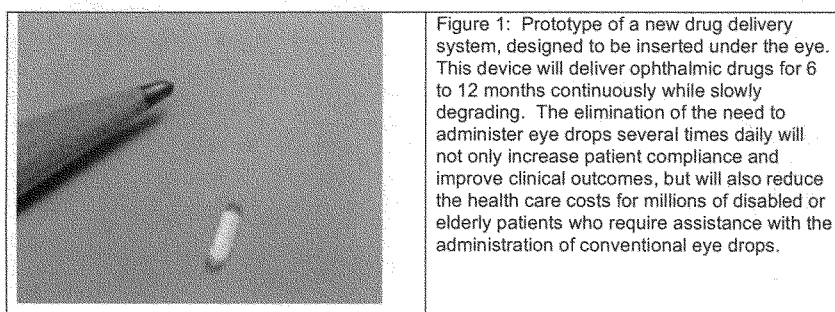 Figure 1: Prototype of a new drug delivery
system, designed to be inserted under the eye.
This device will deliver ophthalmic drugs for 6
to 12 months continuously while slowly
degrading. The elimination of the need to
administer eye drops several times daily will
not only increase patient compliance and
improve clinical outcomes, but will also reduce
the health care costs for millions of disabled or
elderly patients who require assistance with the
administration of conventional eye drops.